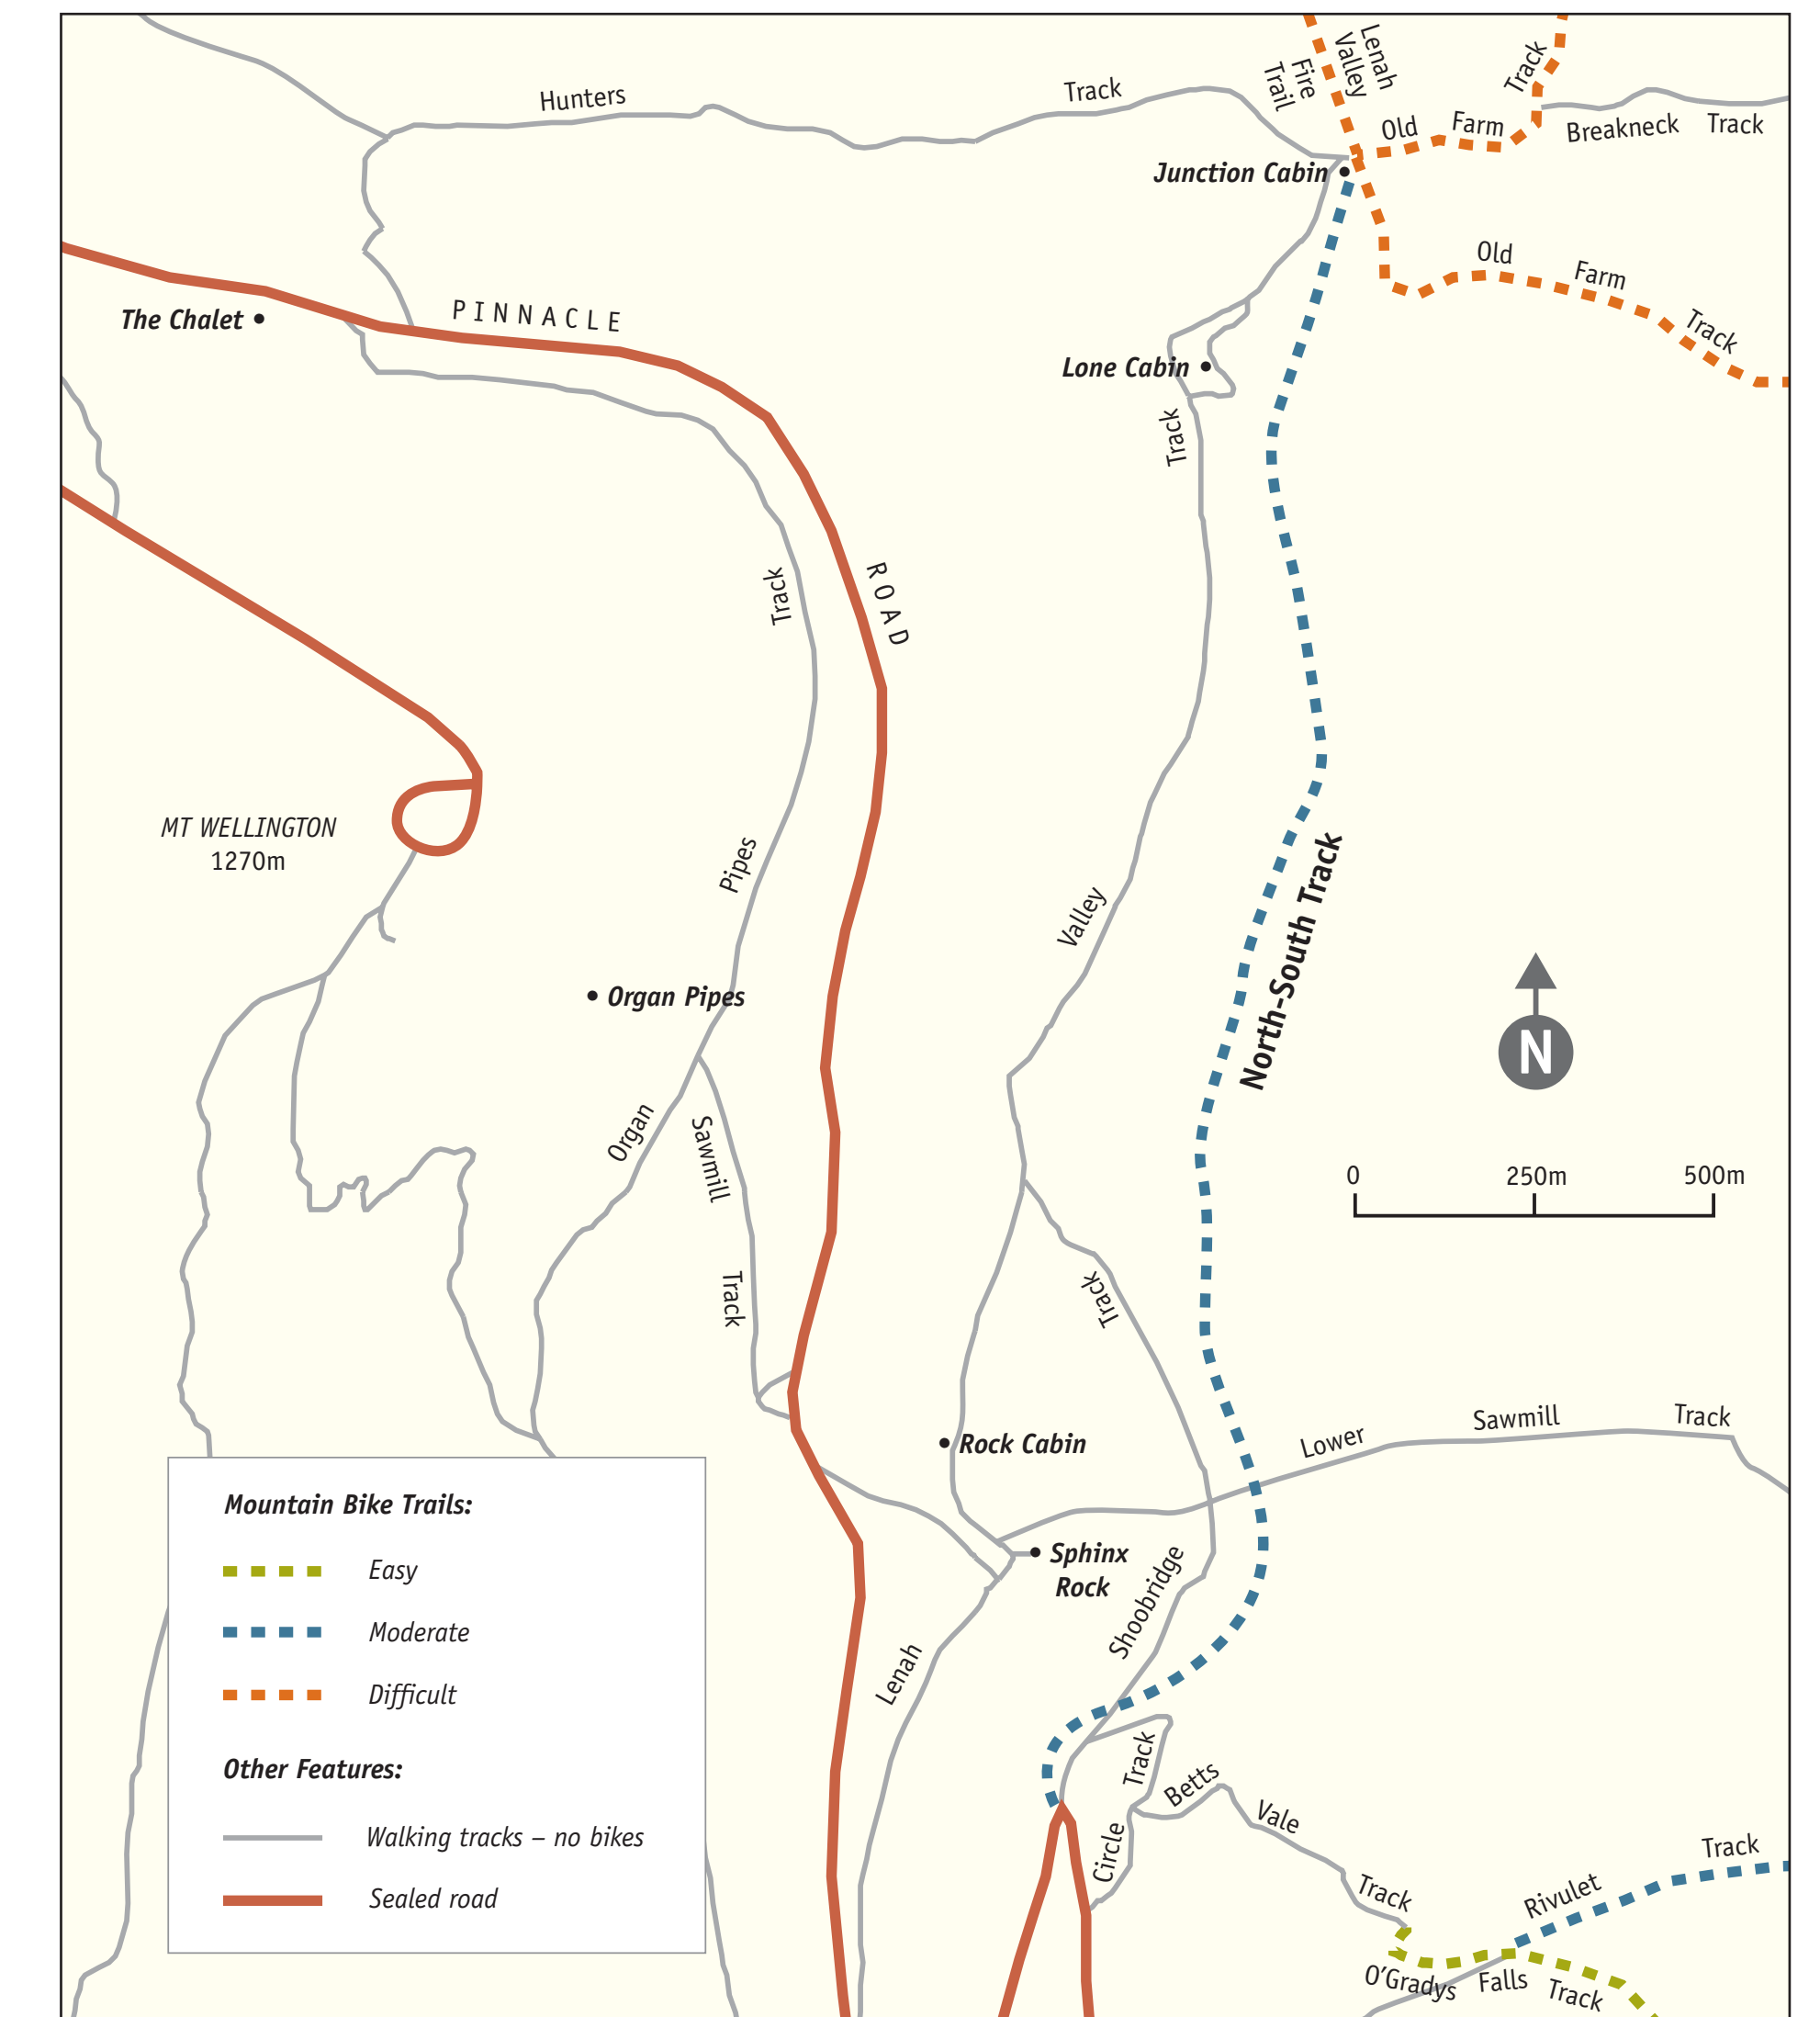 Lenah
Valley
Fire
Trail
Track
Hunters
Track
Old
Farm
Breakneck
Track
Junction Cabin
Old
Farm
Track
The Chalet
PINNACLE
Lone Cabin
Track
ROAD
Track
MT WELLINGTON
1270m
Pipes
Valley
North-South Track
Organ Pipes
N
Organ
Sawmill
0
250m
500m
Track
Track
Rock Cabin
Lower
Sawmill
Track
Sphinx
Rock
Shoobridge
Lenah
Track
Betts
Circle
Vale
Track
Rivulet
Track
O'Gradys
Falls
Track
Mountain Bike Trails:
Easy
Moderate
Difficult
Other Features:
Walking tracks – no bikes
Sealed road